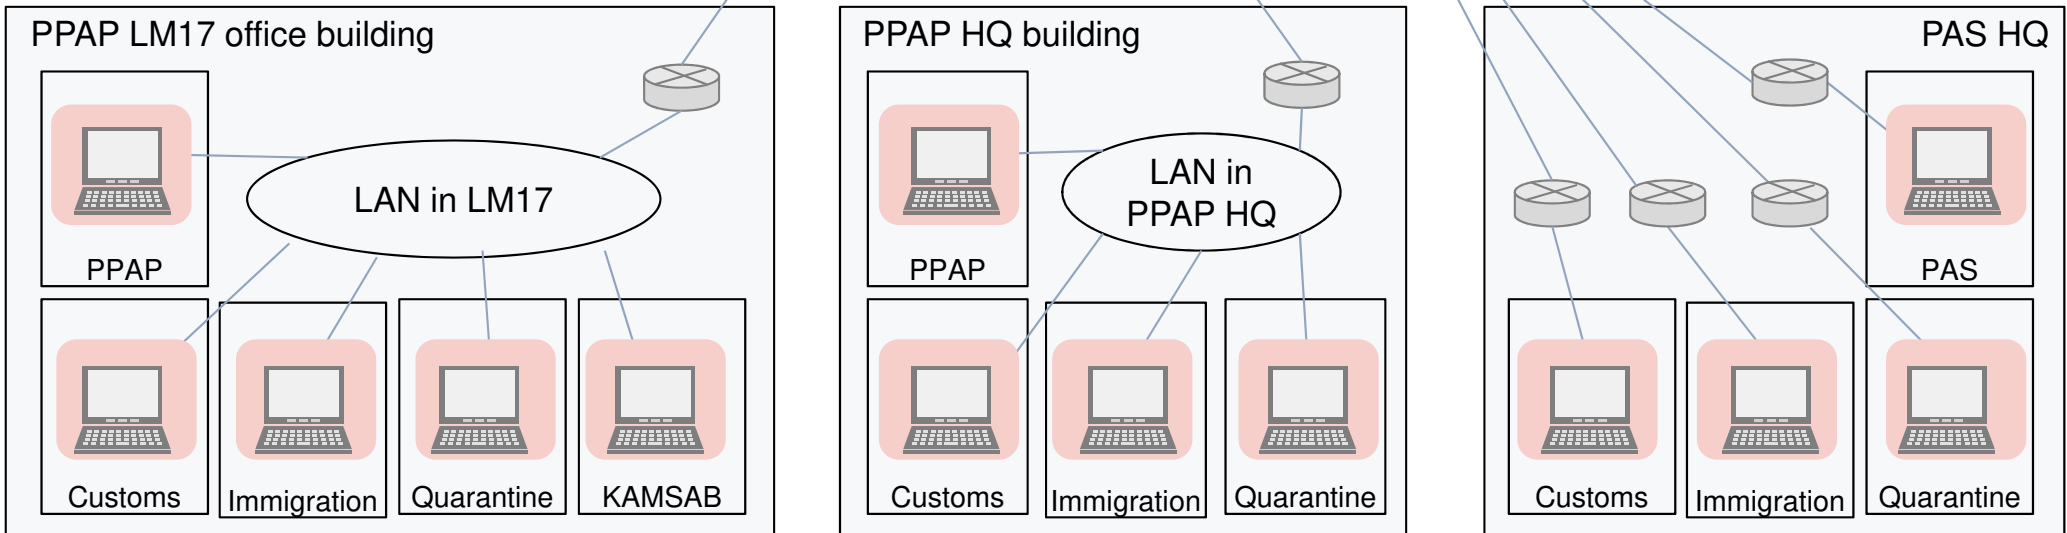 PPAP LM17 office building
PPAP
LAN in LM17
Customs
Immigration
Quarantine
KAMSAB
PPAP HQ building
PPAP
LAN in
PPAP HQ
Customs
Immigration
Quarantine
PAS HQ
PAS
Customs
Immigration
Quarantine